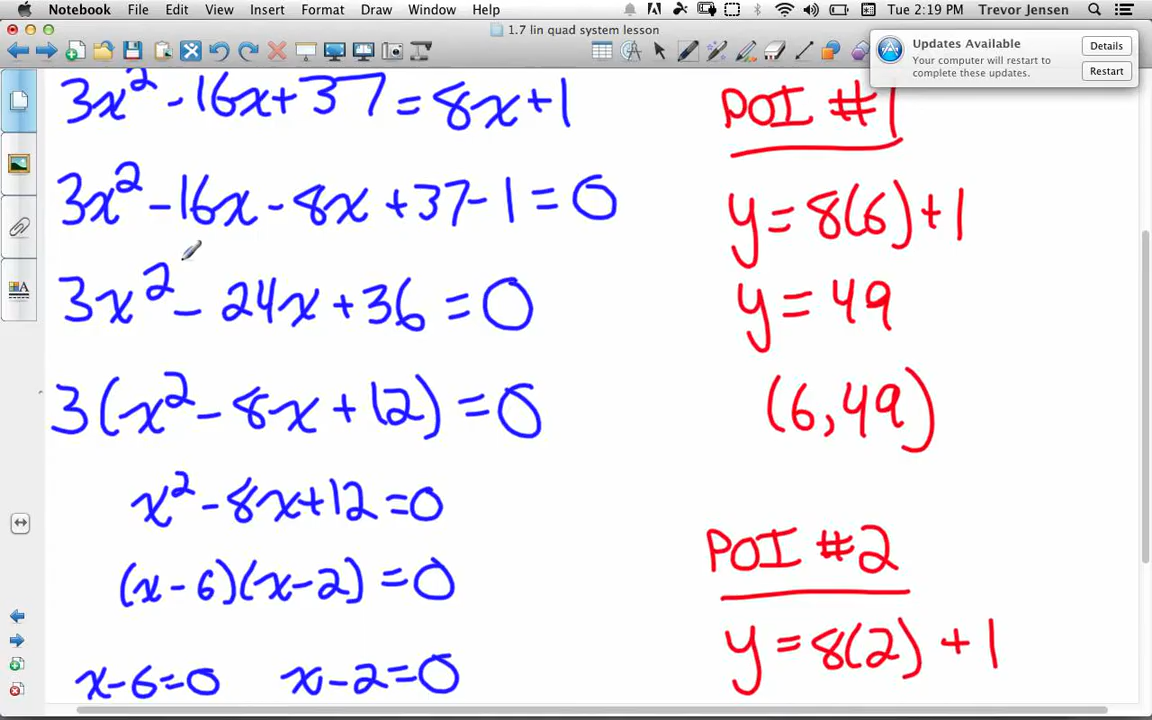 Notebook File Edit View Insert Format Draw Window Help Tue 2:19 PM Trevor Jensen
1.7 lin quad system lesson
Updates Available
Your computer will restart to complete these updates.
Details
Restart
3x² - 16x + 37 = 8x + 1
3x² - 16x - 8x + 37 - 1 = 0
3x² - 24x + 36 = 0
3(x² - 8x + 12) = 0
x² - 8x + 12 = 0
(x - 6)(x - 2) = 0
x - 6 = 0 x - 2 = 0
POI #1
y = 8(6) + 1
y = 49
(6, 49)
POI #2
y = 8(2) + 1